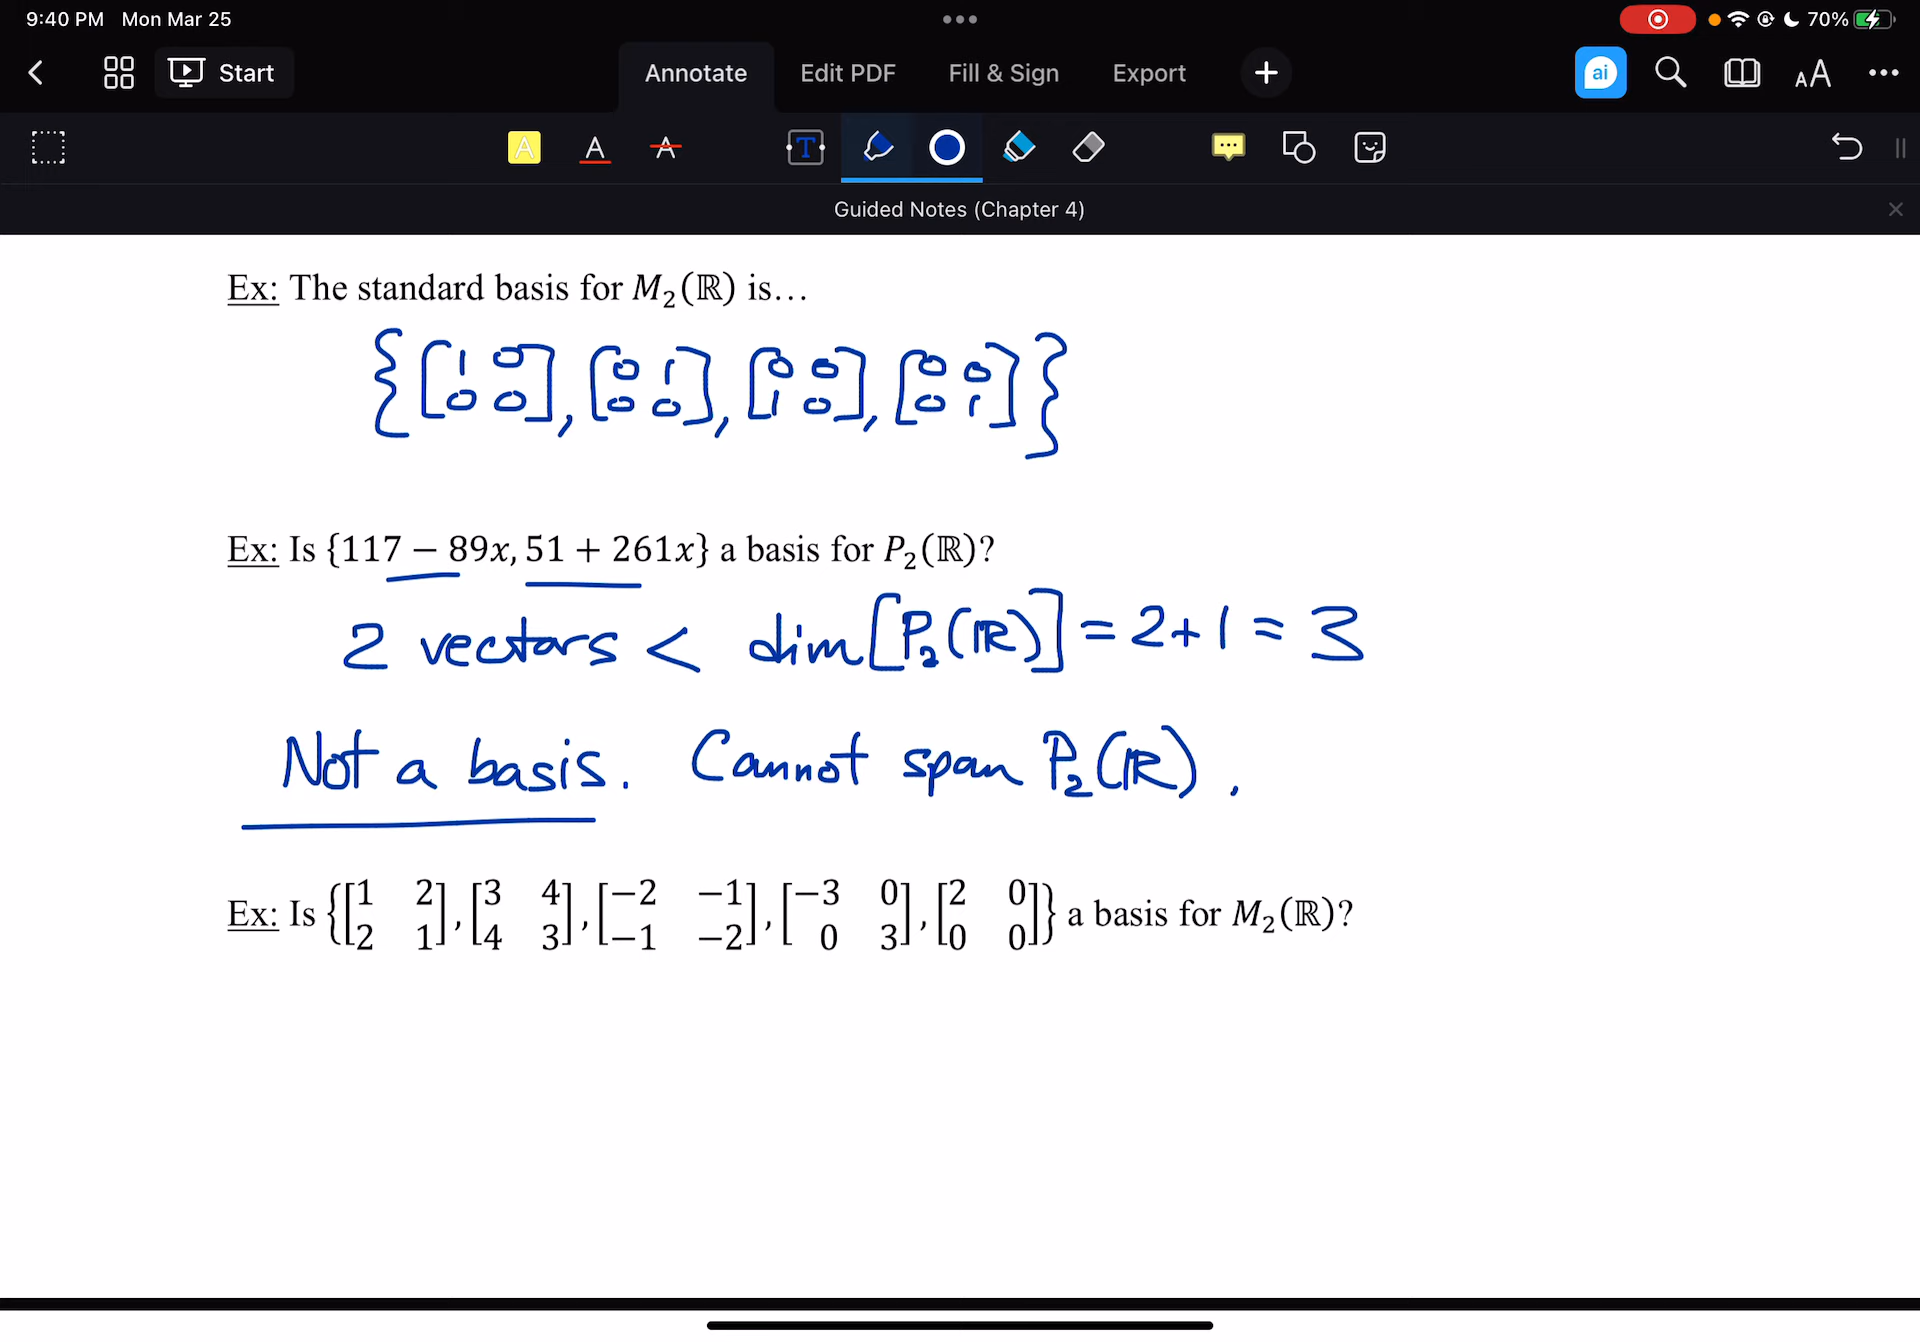 9:40 PM Mon Mar 25
70%
Start
Annotate
Edit PDF
Fill & Sign
Export
ai
AA
A A A T
Guided Notes (Chapter 4)
Ex: The standard basis for M₂(ℝ) is…
{[1 0; 0 0], [0 1; 0 0], [0 0; 1 0], [0 0; 0 1]}
Ex: Is {117 − 89x, 51 + 261x} a basis for P₂(ℝ)?
2 vectors < dim[P₂(ℝ)] = 2+1 = 3
Not a basis. Cannot span P₂(ℝ).
Ex: Is {[1 2; 2 1], [3 4; 4 3], [−2 −1; −1 −2], [−3 0; 0 3], [2 0; 0 0]} a basis for M₂(ℝ)?